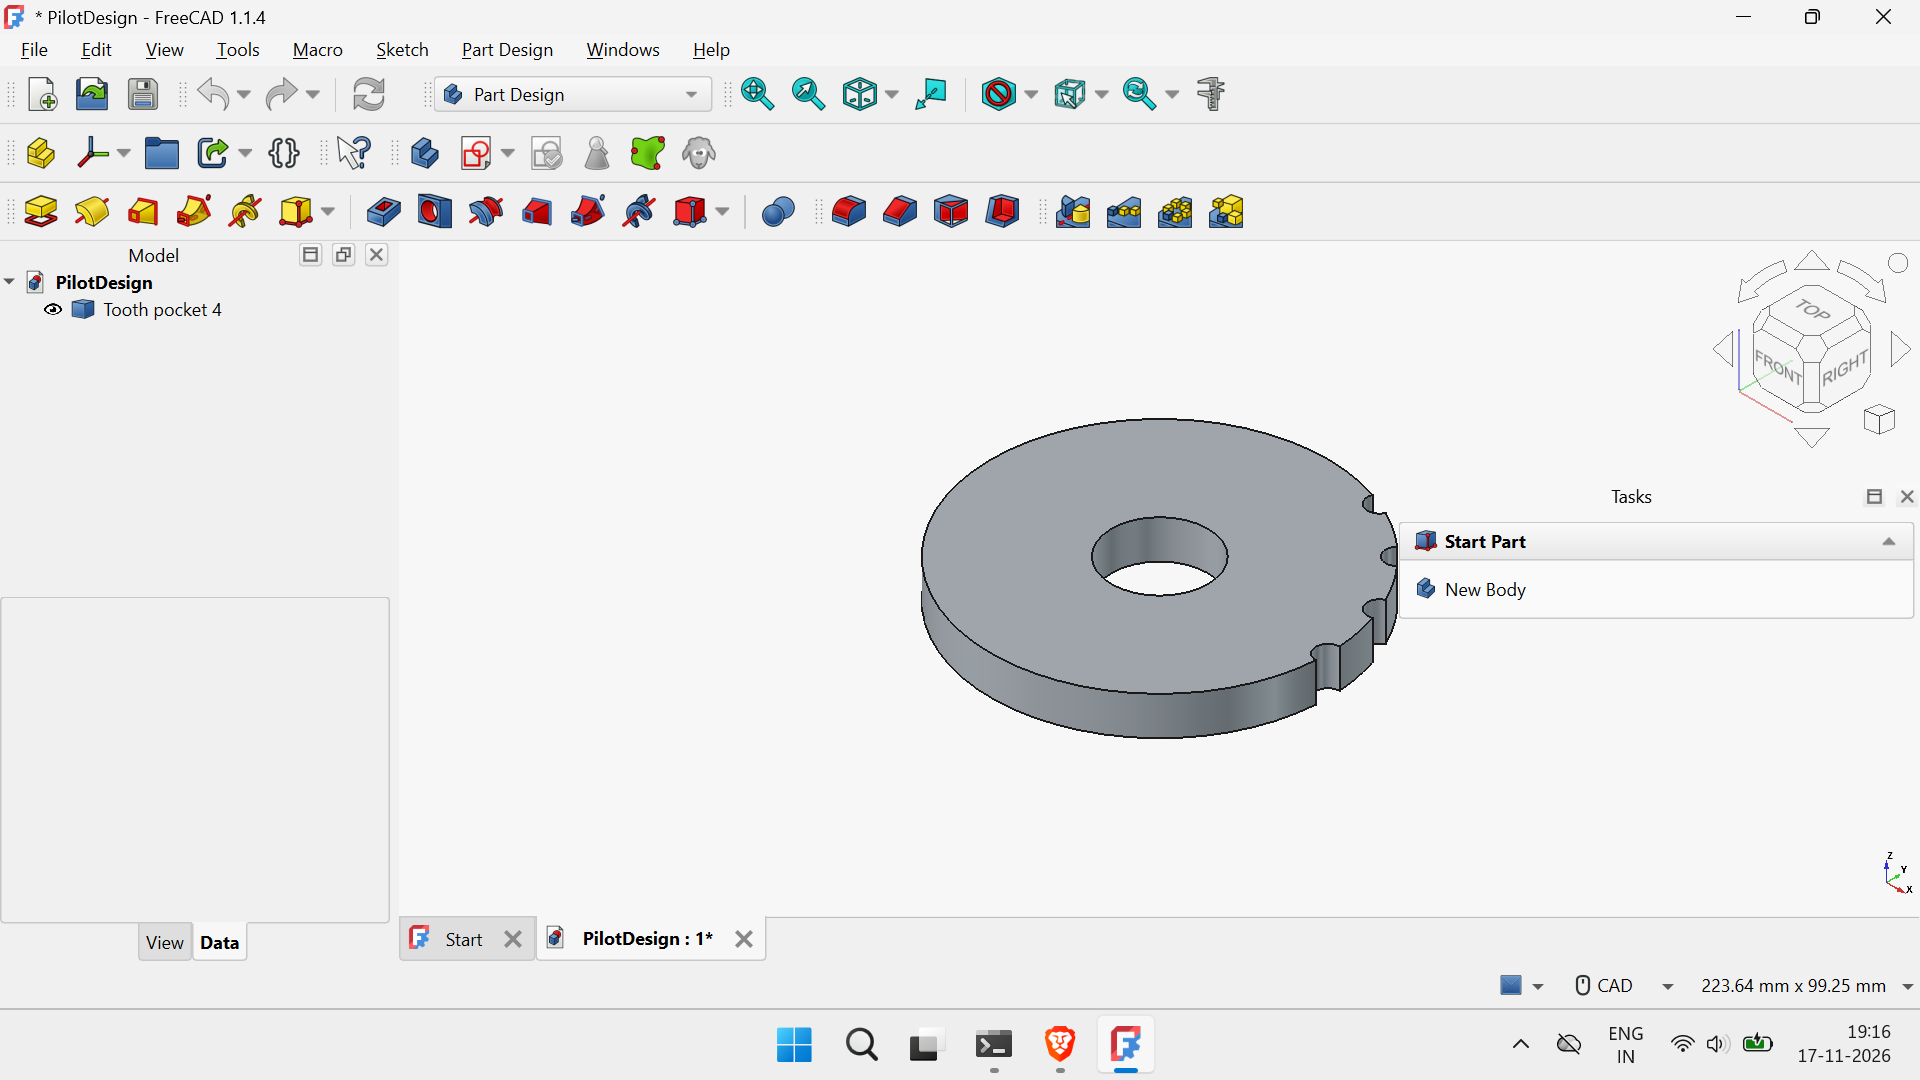 * PilotDesign - FreeCAD 1.1.4
File Edit View Tools Macro Sketch Part Design Windows Help
Part Design
Model
PilotDesign
Tooth pocket 4
TOP
FRONT
RIGHT
Tasks
Start Part
New Body
Z
Y
X
View Data
Start
PilotDesign : 1*
CAD
223.64 mm x 99.25 mm
ENG
IN
19:16
17-11-2026